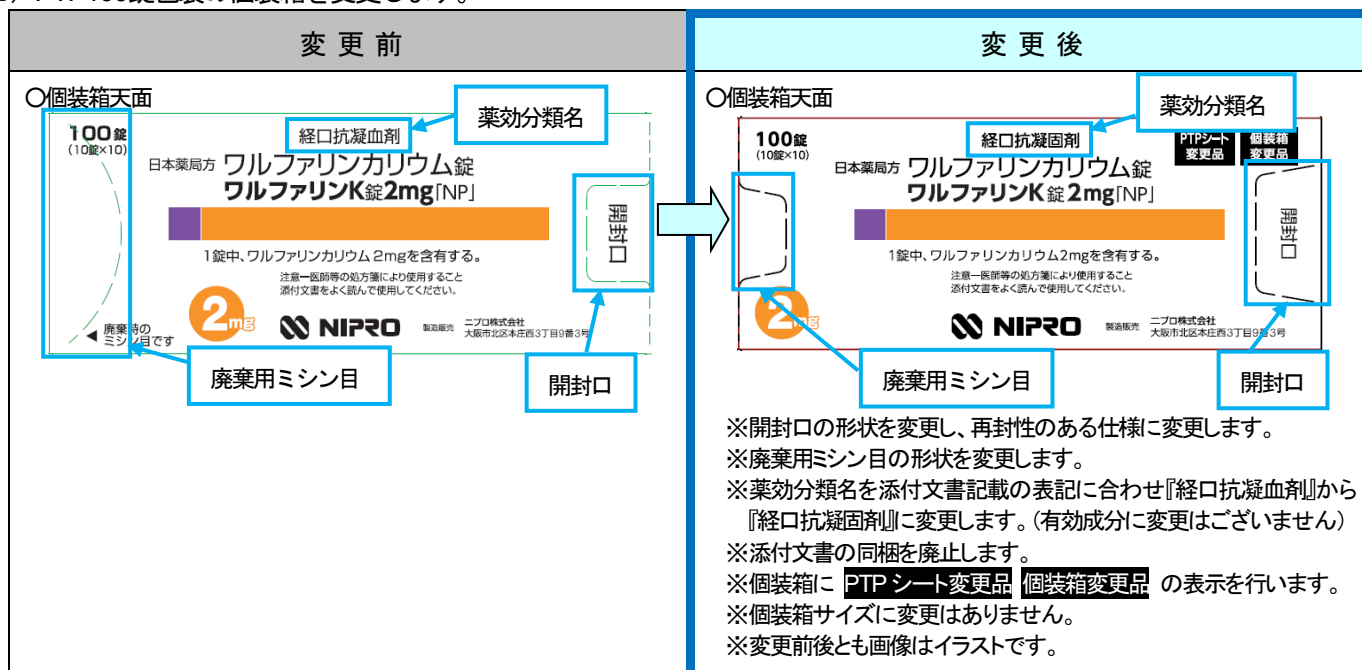 変更前
〇個装箱天面
薬効分類名
100錠
(10錠×10)
経口抗凝血剤
日本薬局方 ワルファリンカリウム錠
ワルファリンK錠2mg「NP」
開封口
1錠中、ワルファリンカリウム2mgを含有する。
注意－医師等の処方箋により使用すること
添付文書をよく読んで使用してください。
2mg
NIPRO
製造販売 ニプロ株式会社
大阪市北区本庄西3丁目9番3号
◀ 廃棄時の
ミシン目です
廃棄用ミシン目
開封口
変更後
〇個装箱天面
薬効分類名
100錠
(10錠×10)
経口抗凝固剤
PTPシート
変更品
個装箱
変更品
日本薬局方 ワルファリンカリウム錠
ワルファリンK錠2mg「NP」
開封口
1錠中、ワルファリンカリウム2mgを含有する。
注意－医師等の処方箋により使用すること
添付文書をよく読んで使用してください。
2mg
NIPRO
製造販売 ニプロ株式会社
大阪市北区本庄西3丁目9番3号
廃棄用ミシン目
開封口
※開封口の形状を変更し、再封性のある仕様に変更します。
※廃棄用ミシン目の形状を変更します。
※薬効分類名を添付文書記載の表記に合わせ『経口抗凝血剤』から
『経口抗凝固剤』に変更します。(有効成分に変更はございません)
※添付文書の同梱を廃止します。
※個装箱に PTP シート変更品 個装箱変更品 の表示を行います。
※個装箱サイズに変更はありません。
※変更前後とも画像はイラストです。